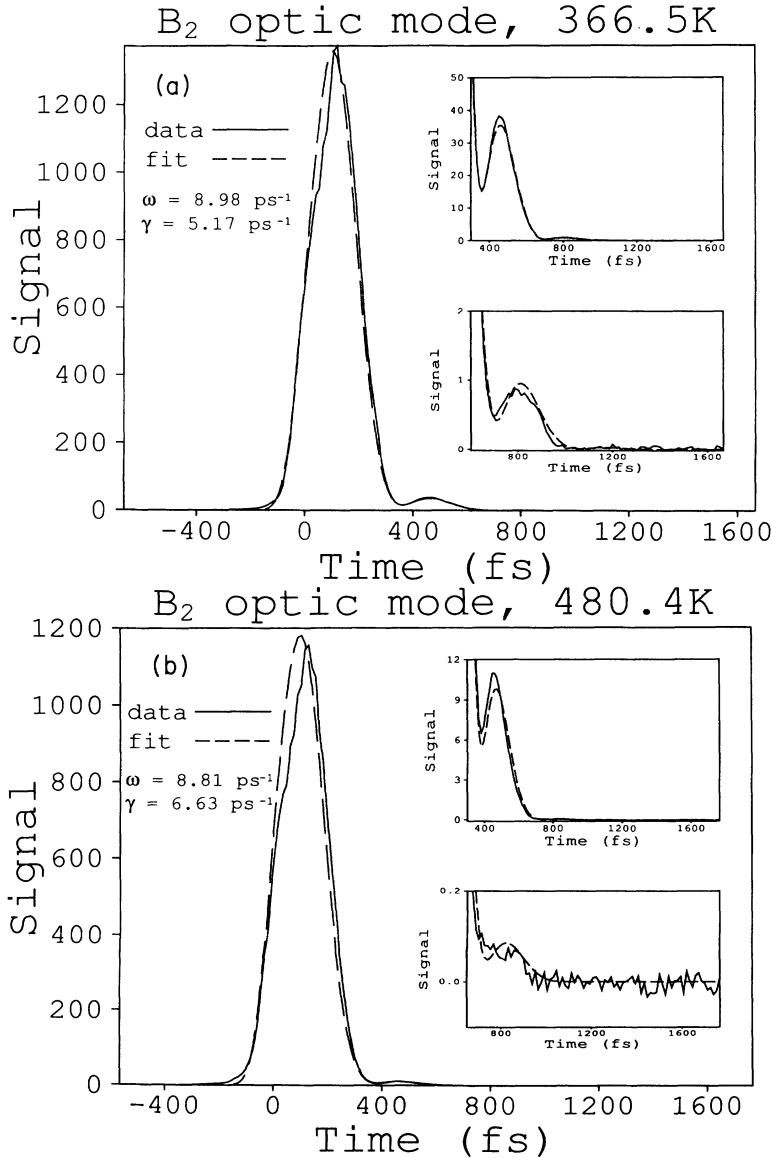 B₂ optic mode, 366.5K
(a)
data
fit
ω = 8.98 ps⁻¹
γ = 5.17 ps⁻¹
Signal
1200
1000
800
600
400
200
0
-400 0 400 800 1200 1600
Time (fs)
Signal
50
40
30
20
10
0
400 800 1200 1600
Time (fs)
Signal
2
1
0
800 1200 1600
Time (fs)
B₂ optic mode, 480.4K
(b)
data
fit
ω = 8.81 ps⁻¹
γ = 6.63 ps⁻¹
Signal
1200
1000
800
600
400
200
0
-400 0 400 800 1200 1600
Time (fs)
Signal
12
9
6
3
0
400 800 1200 1600
Time (fs)
Signal
0.2
0.0
800 1200 1600
Time (fs)